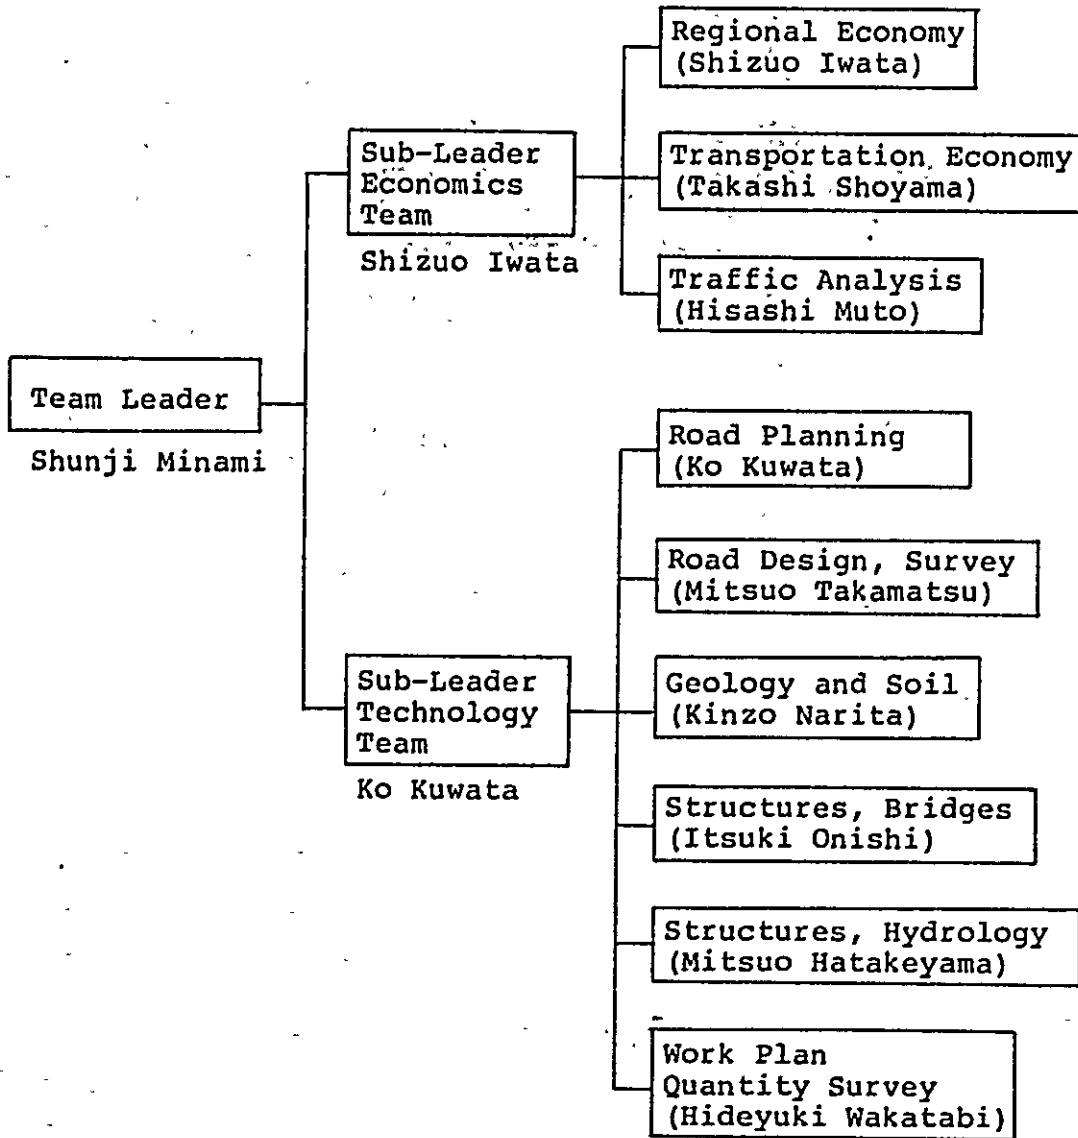 Team Leader
Shunji Minami
Sub-Leader
Economics
Team
Shizuo Iwata
Regional Economy
(Shizuo Iwata)
Transportation Economy
(Takashi Shoyama)
Traffic Analysis
(Hisashi Muto)
Sub-Leader
Technology
Team
Ko Kuwata
Road Planning
(Ko Kuwata)
Road Design, Survey
(Mitsuo Takamatsu)
Geology and Soil
(Kinzo Narita)
Structures, Bridges
(Itsuki Onishi)
Structures, Hydrology
(Mitsuo Hatakeyama)
Work Plan
Quantity Survey
(Hideyuki Wakatabi)